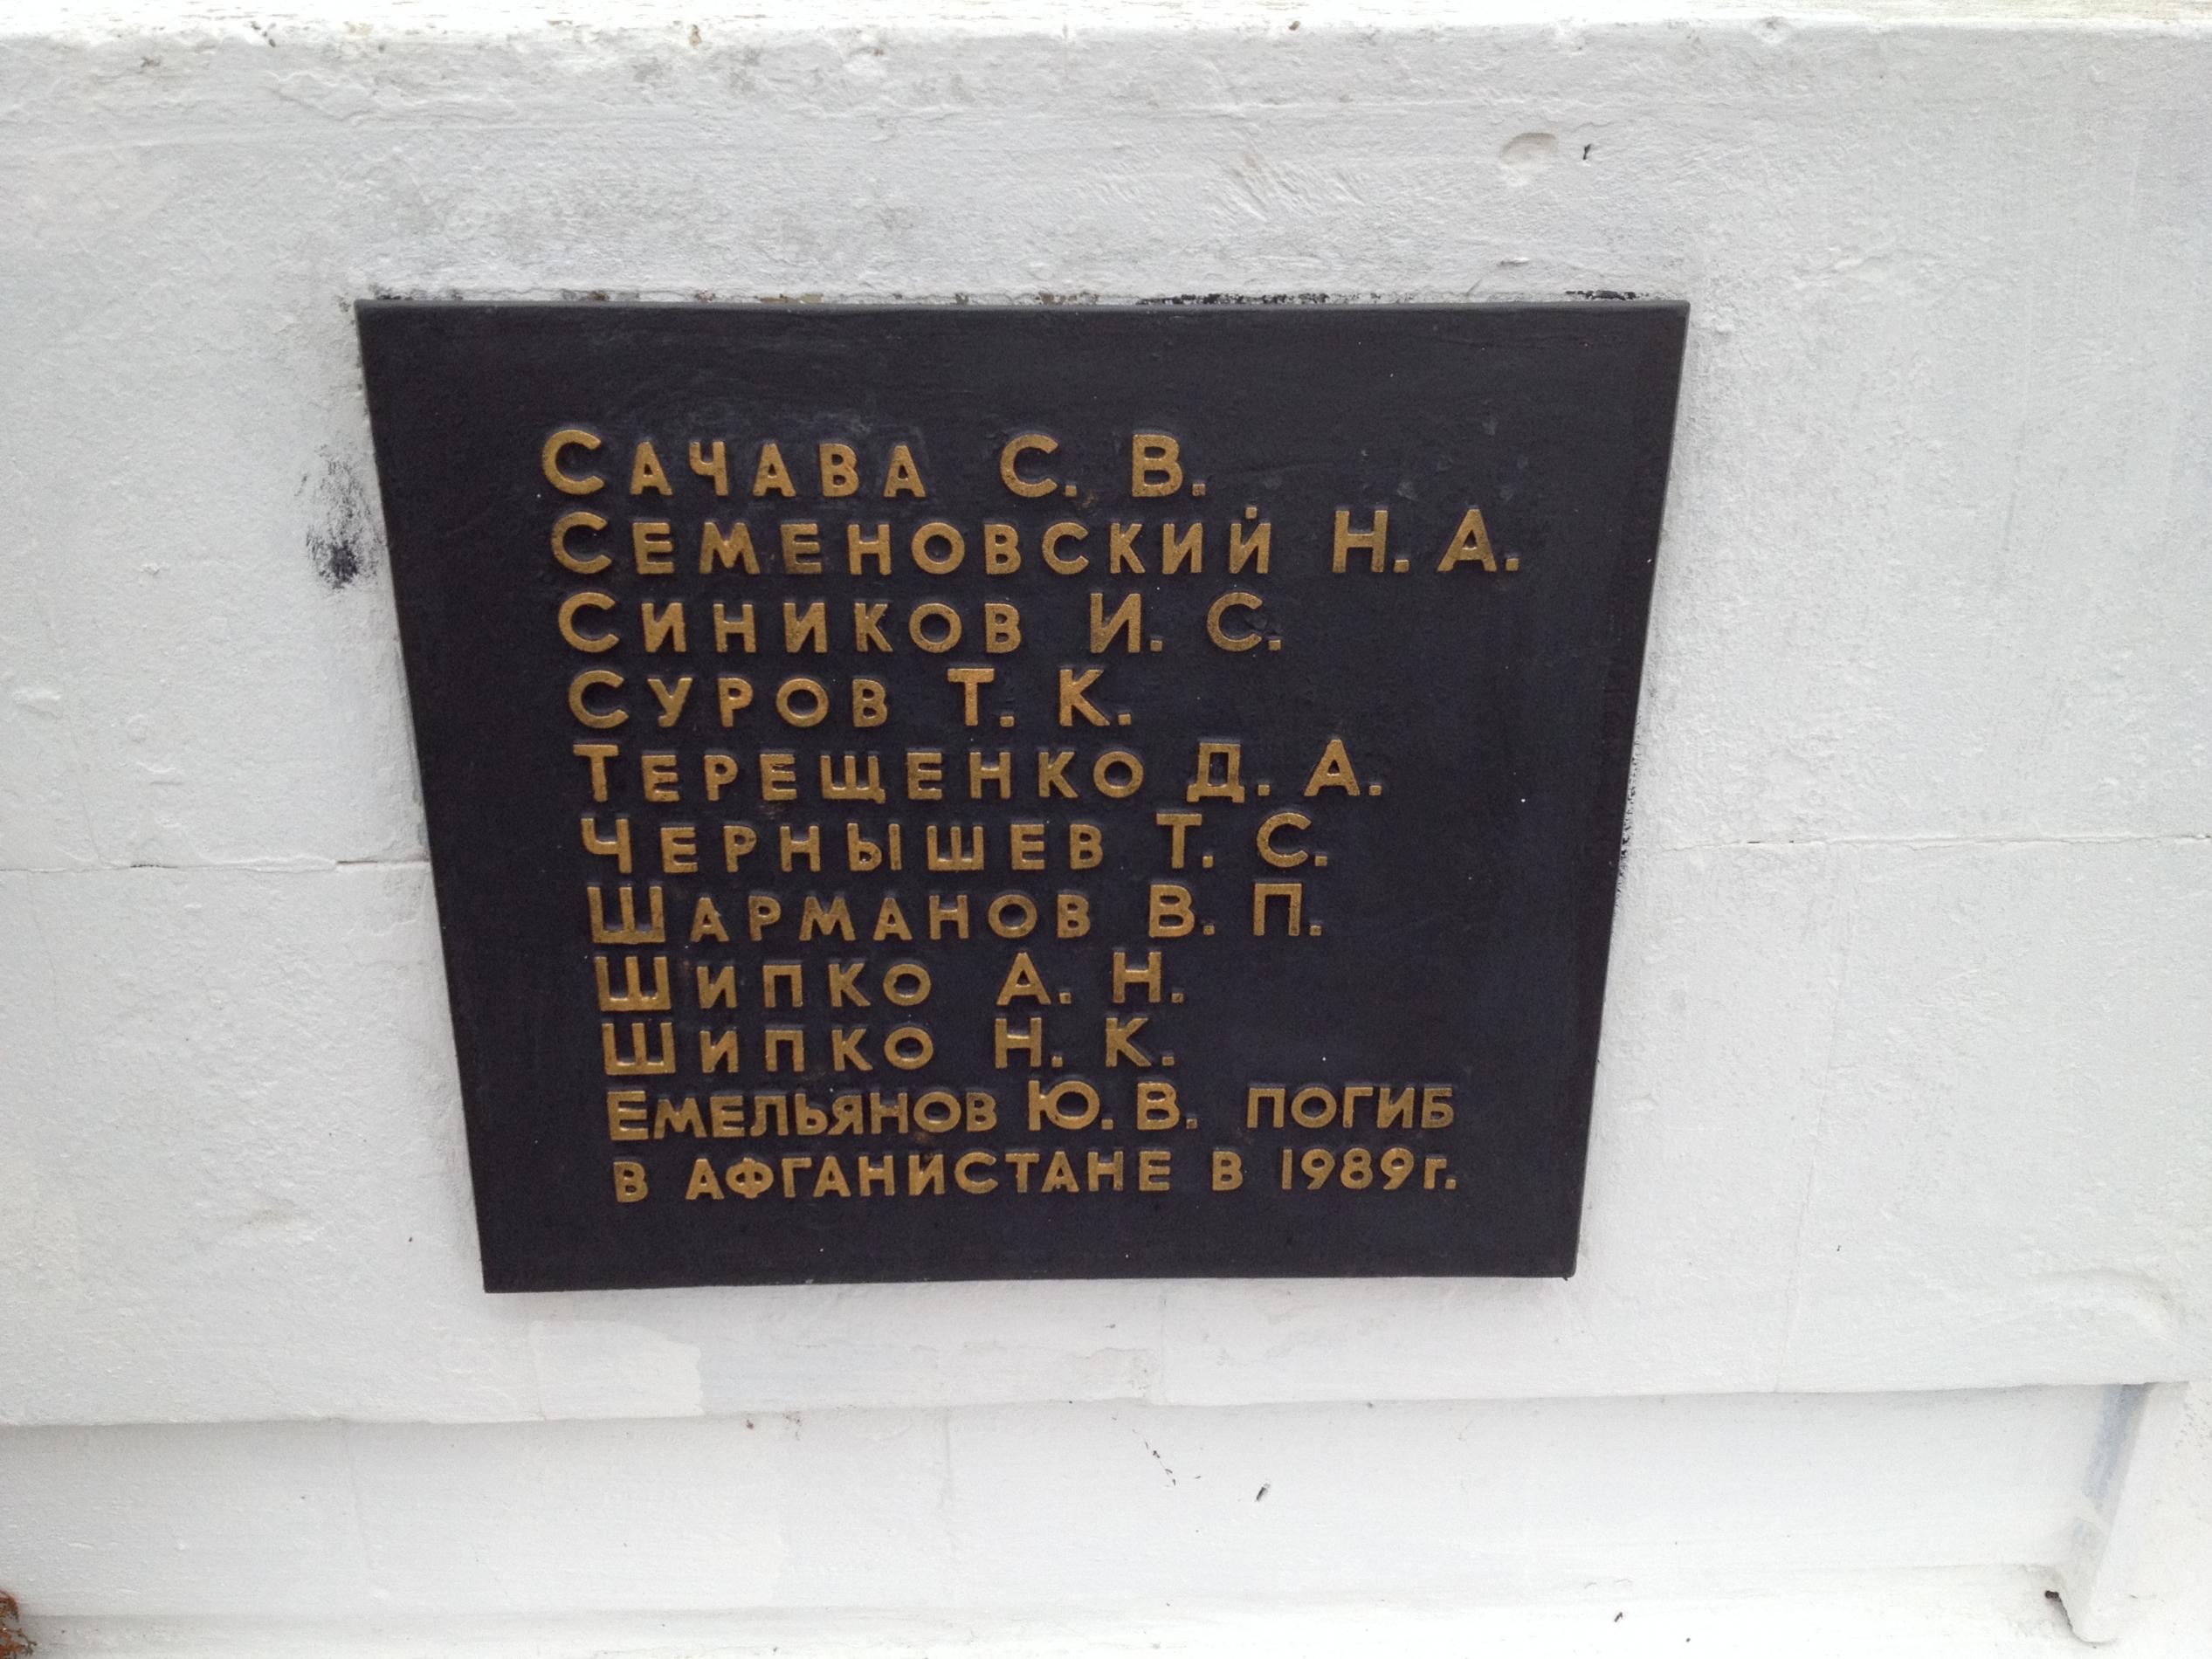 Сачава С. В.
Семеновский Н. А.
Сиников И. С.
Суров Т. К.
Терещенко Д. А.
Чернышев Т. С.
Шарманов В. П.
Шипко А. Н.
Шипко Н. К.
Емельянов Ю. В. погиб
в Афганистане в 1989г.